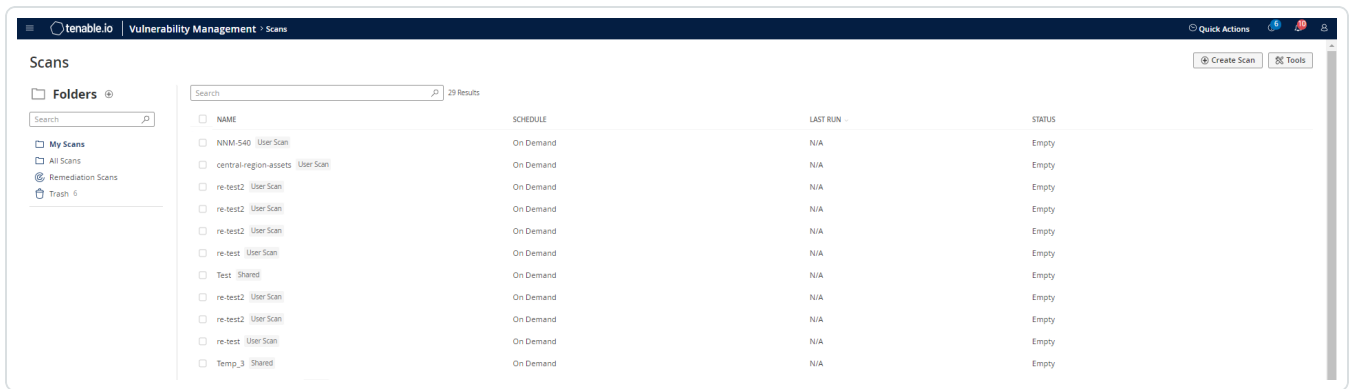 tenable.io Vulnerability Management > Scans Quick Actions 6 10
Scans Create Scan Tools
Folders
Search
My Scans
All Scans
Remediation Scans
Trash 6
Search 29 Results
NAME SCHEDULE LAST RUN STATUS
NNM-540 User Scan On Demand N/A Empty
central-region-assets User Scan On Demand N/A Empty
re-test2 User Scan On Demand N/A Empty
re-test2 User Scan On Demand N/A Empty
re-test2 User Scan On Demand N/A Empty
re-test User Scan On Demand N/A Empty
Test Shared On Demand N/A Empty
re-test2 User Scan On Demand N/A Empty
re-test2 User Scan On Demand N/A Empty
re-test User Scan On Demand N/A Empty
Temp_3 Shared On Demand N/A Empty